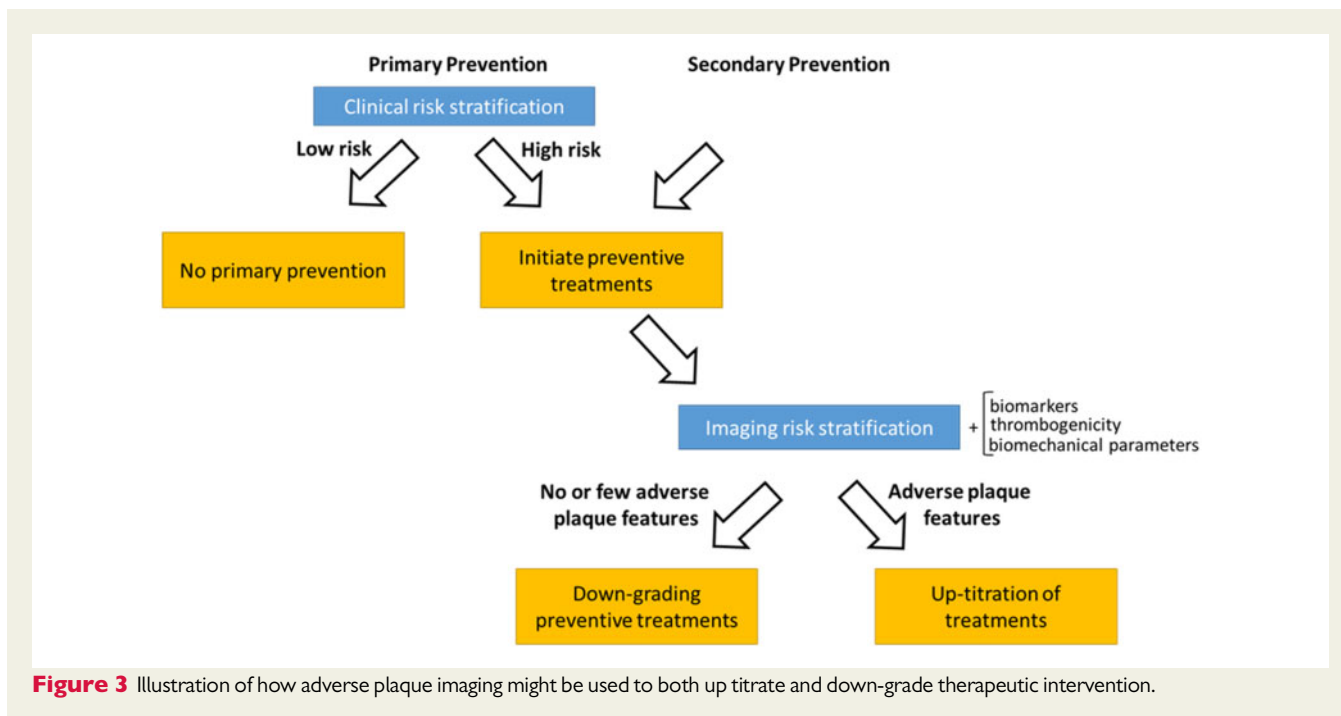 Primary Prevention
Secondary Prevention
Clinical risk stratification
Low risk
High risk
No primary prevention
Initiate preventive
treatments
Imaging risk stratification
+
biomarkers
thrombogenicity
biomechanical parameters
No or few adverse
plaque features
Adverse plaque
features
Down-grading
preventive treatments
Up-titration of
treatments
Figure 3 Illustration of how adverse plaque imaging might be used to both up titrate and down-grade therapeutic intervention.